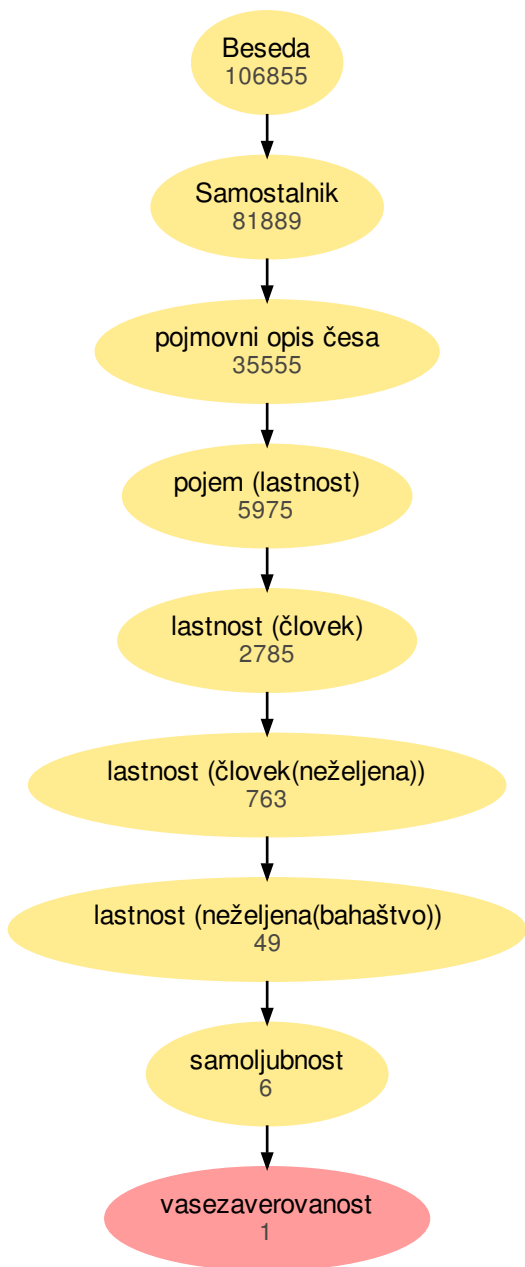 Beseda
106855
Samostalnik
81889
pojmovni opis česa
35555
pojem (lastnost)
5975
lastnost (človek)
2785
lastnost (človek(neželjena))
763
lastnost (neželjena(bahaštvo))
49
samoljubnost
6
vasezaverovanost
1